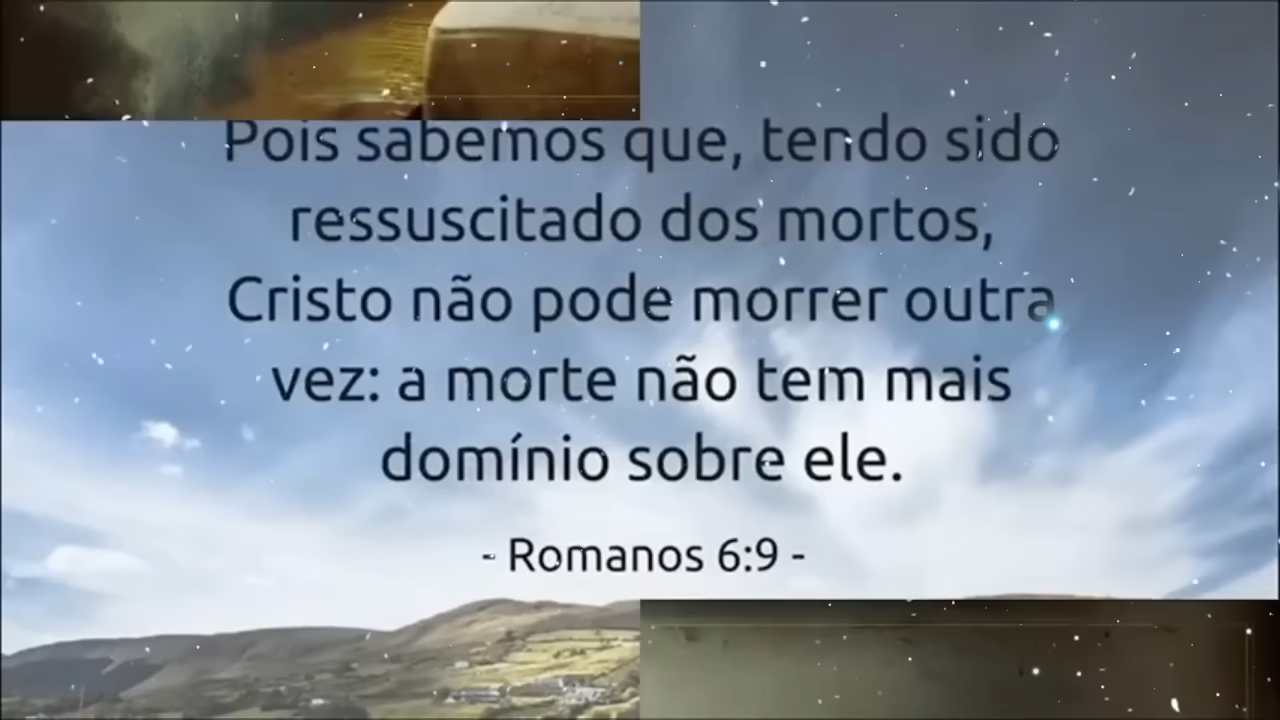 Pois sabemos que, tendo sido
ressuscitado dos mortos,
Cristo não pode morrer outra
vez: a morte não tem mais
domínio sobre ele.
- Romanos 6:9 -